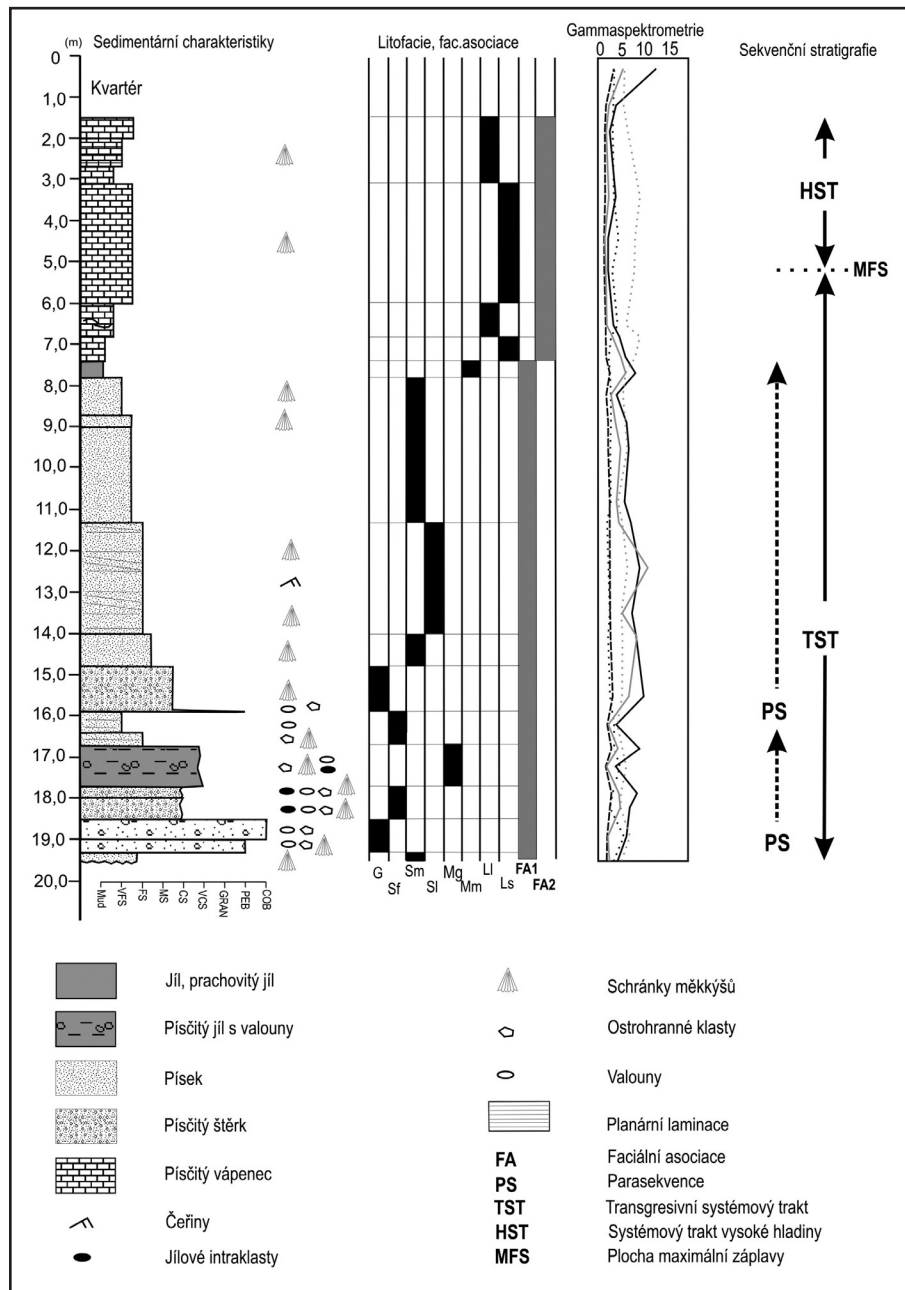 (m)
Sedimentární charakteristiky
Litofacie, fac.asociace
Gammaspektrometrie
0 5 10 15
Sekvenční stratigrafie
0
Kvartér
1,0
2,0
3,0
HST
4,0
5,0
MFS
6,0
7,0
8,0
9,0
10,0
11,0
12,0
13,0
14,0
TST
15,0
16,0
PS
17,0
18,0
19,0
PS
20,0
G Sf Sm Sl Mg Mm Ll Ls FA1 FA2
Mud VFS FS MS CS VCS GRAN PEB COB
Jíl, prachovitý jíl
Písčitý jíl s valouny
Písek
Písčitý štěrk
Písčitý vápenec
Čeřiny
Jílové intraklasty
Schránky měkkýšů
Ostrohranné klasty
Valouny
Planární laminace
FA Faciální asociace
PS Parasekvence
TST Transgresivní systémový trakt
HST Systémový trakt vysoké hladiny
MFS Plocha maximální záplavy